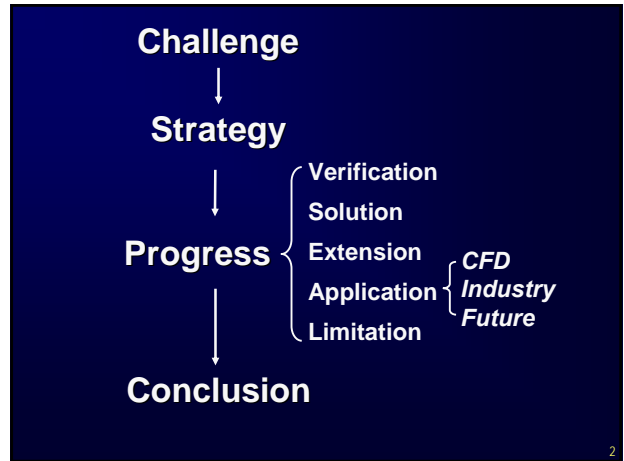 Challenge
Strategy
Progress
Verification
Solution
Extension
Application
Limitation
CFD
Industry
Future
Conclusion
2